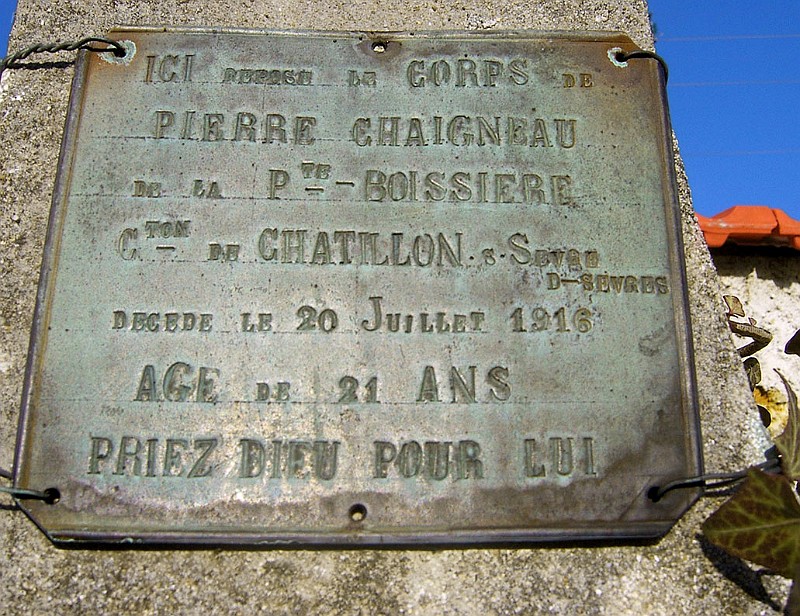 ICI REPOSE LE CORPS DE
PIERRE CHAIGNEAU
DE LA PTE-BOISSIERE
CTON DE CHATILLON.S.SEVRE
D-SEVRES
DECEDE LE 20 JUILLET 1916
AGE DE 21 ANS
PRIEZ DIEU POUR LUI